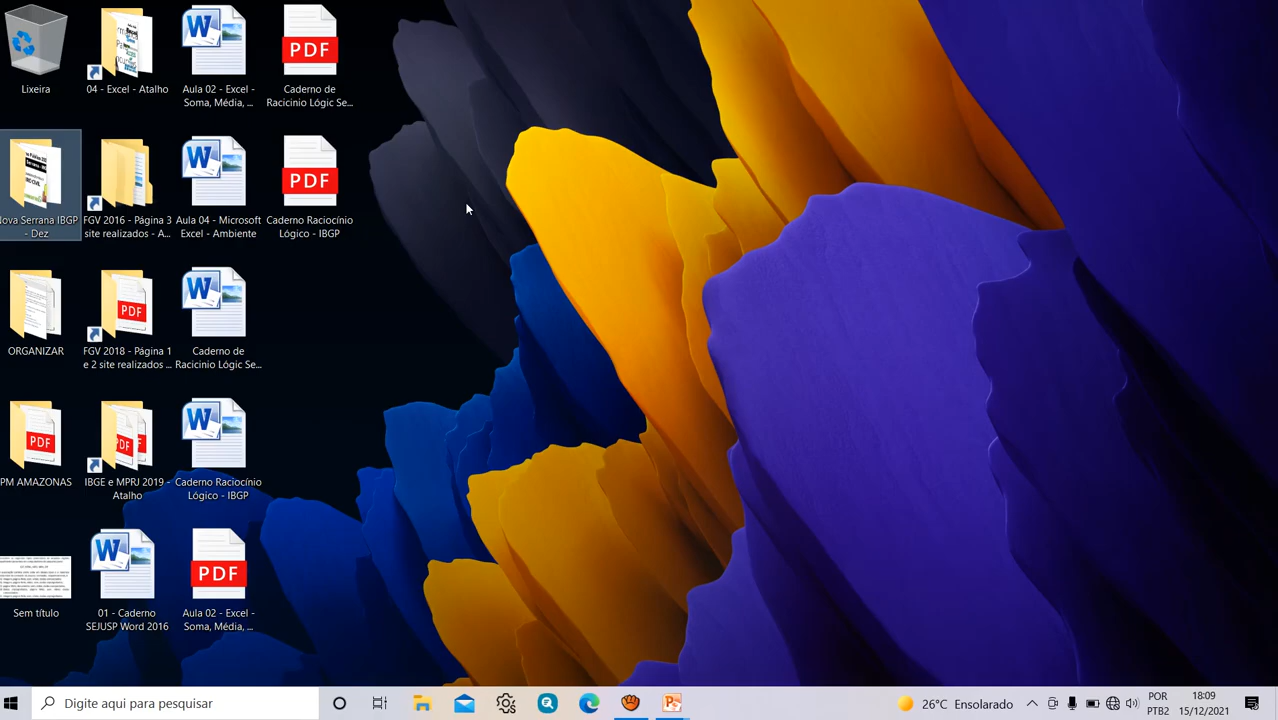 Lixeira
04 - Excel - Atalho
Aula 02 - Excel -
Soma, Média, ...
PDF
Caderno de
Racicinio Lógic Se...
Nova Serrana IBGP
- Dez
FGV 2016 - Página 3
site realizados - A...
Aula 04 - Microsoft
Excel - Ambiente
PDF
Caderno Raciocínio
Lógico - IBGP
ORGANIZAR
PDF
FGV 2018 - Página 1
e 2 site realizados ...
Caderno de
Racicinio Lógic Se...
PDF
PM AMAZONAS
PDF
IBGE e MPRJ 2019 -
Atalho
Caderno Raciocínio
Lógico - IBGP
Sem título
01 - Caderno
SEJUSP Word 2016
PDF
Aula 02 - Excel -
Soma, Média, ...
Digite aqui para pesquisar
26°C Ensolarado
POR
PTB2
18:09
15/12/2021